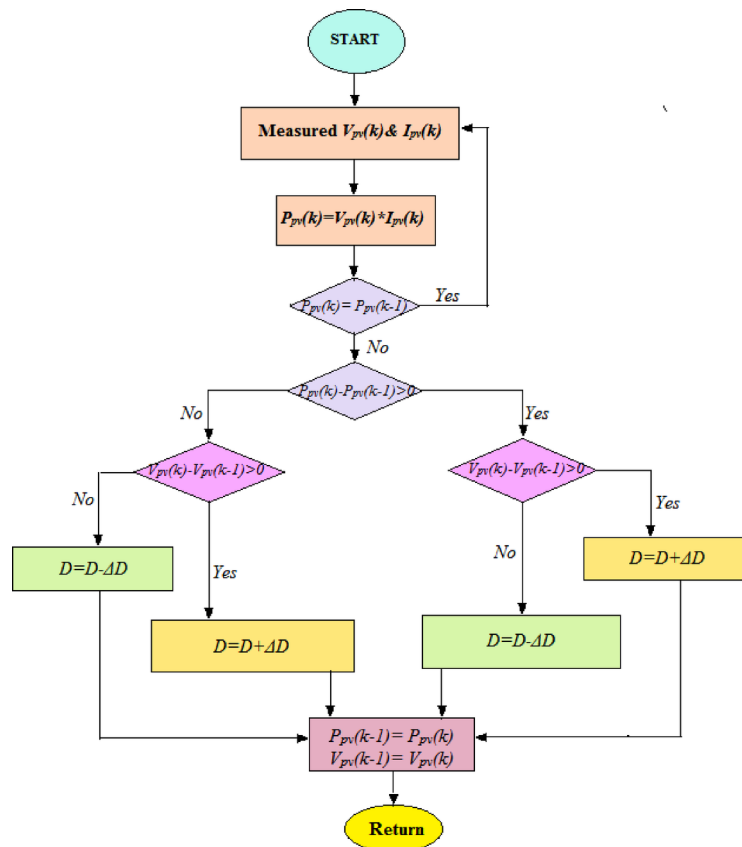 START
Measured Vpv(k)& Ipv(k)
Ppv(k)=Vpv(k)*Ipv(k)
Ppv(k)= Ppv(k-1)
Yes
No
Ppv(k)-Ppv(k-1)>0
No
Yes
Vpv(k)-Vpv(k-1)>0
Vpv(k)-Vpv(k-1)>0
No
Yes
Yes
No
D=D-ΔD
D=D+ΔD
D=D+ΔD
D=D-ΔD
Ppv(k-1)= Ppv(k)
Vpv(k-1)= Vpv(k)
Return